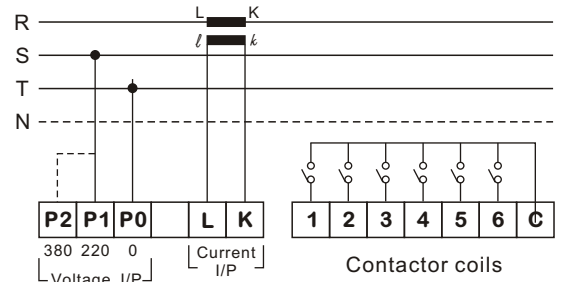 L K
R
ℓ k
S
T
N
P2 P1 P0 L K 1 2 3 4 5 6 C
380 220 0
Current
I/P
Voltage I/P
Contactor coils